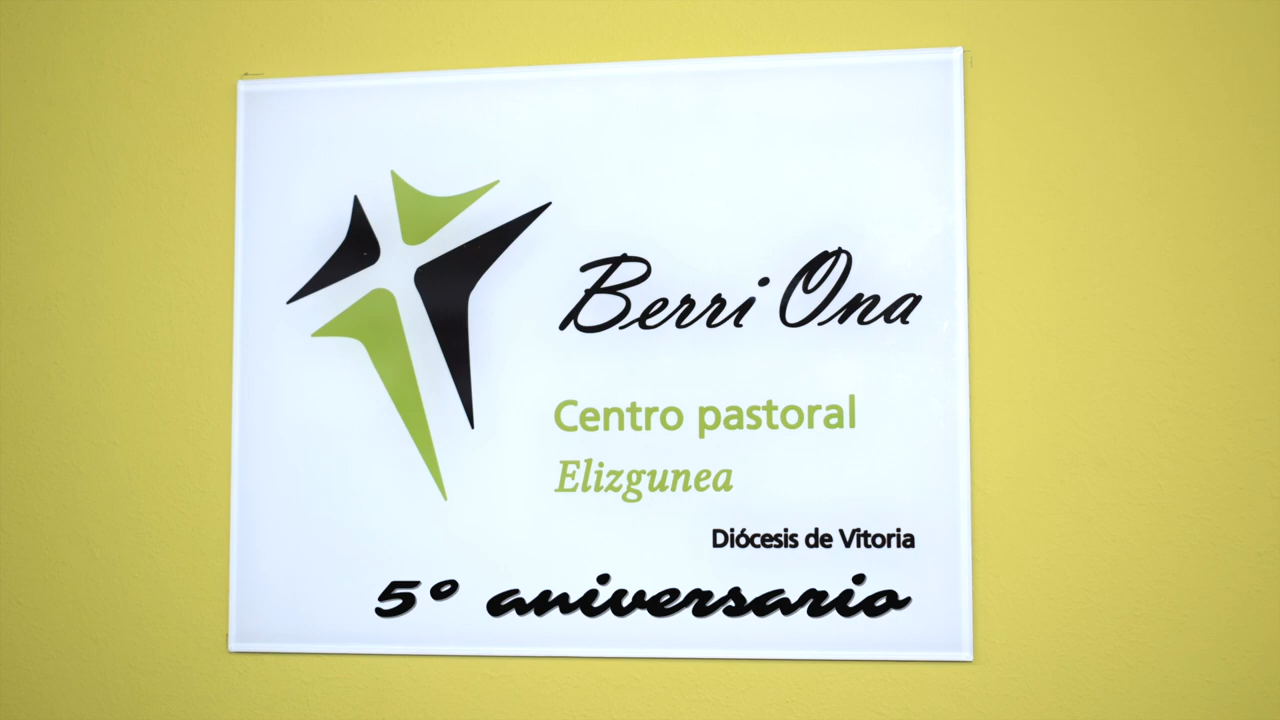 Berri Ona
Centro pastoral
Elizgunea
Diócesis de Vitoria
5º aniversario